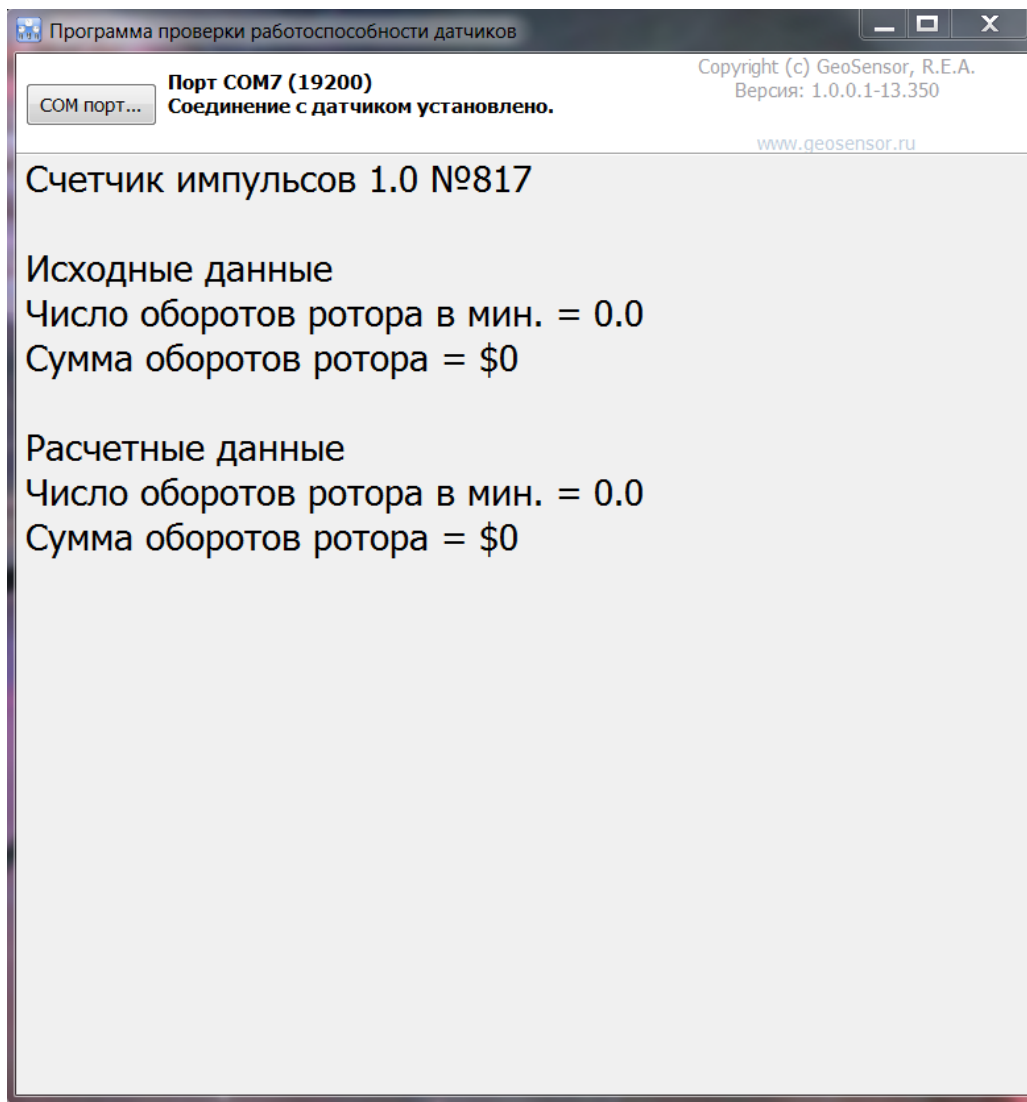 Программа проверки работоспособности датчиков
COM порт...
Порт COM7 (19200)
Соединение с датчиком установлено.
Copyright (c) GeoSensor, R.E.A.
Версия: 1.0.0.1-13.350
www.geosensor.ru
Счетчик импульсов 1.0 №817
Исходные данные
Число оборотов ротора в мин. = 0.0
Сумма оборотов ротора = $0
Расчетные данные
Число оборотов ротора в мин. = 0.0
Сумма оборотов ротора = $0